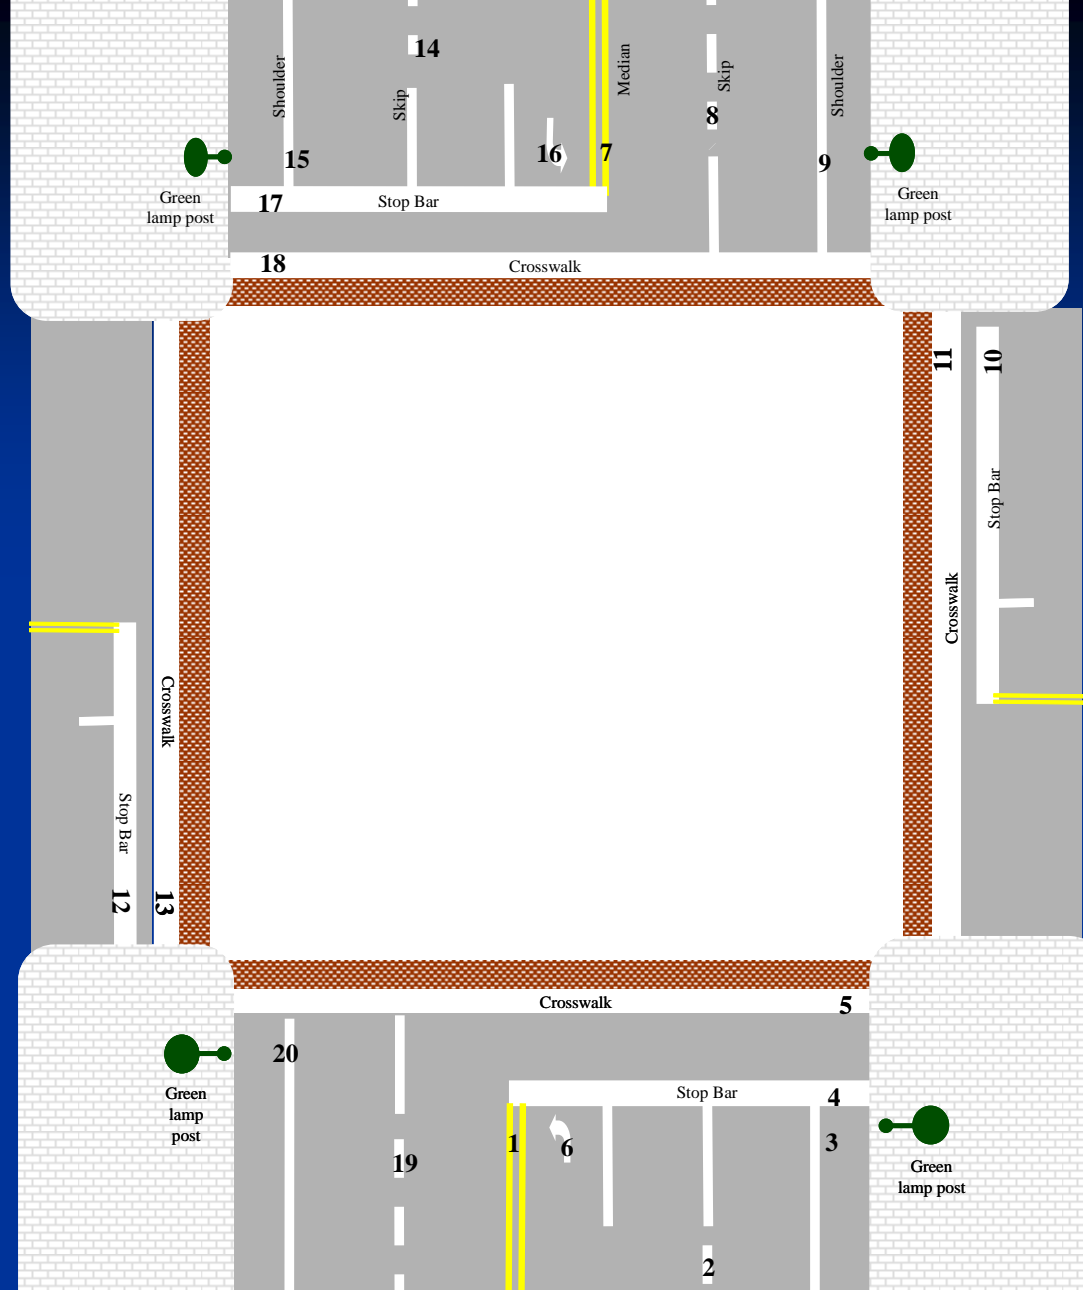 14
Shoulder
Skip
Median
Skip
Shoulder
8
15
16
7
9
Green
lamp post
Green
lamp post
17
Stop Bar
18
Crosswalk
11
10
Stop Bar
Crosswalk
Crosswalk
Stop Bar
12
13
Crosswalk
5
20
Green
lamp
post
Stop Bar
4
1
6
3
19
Green
lamp post
2